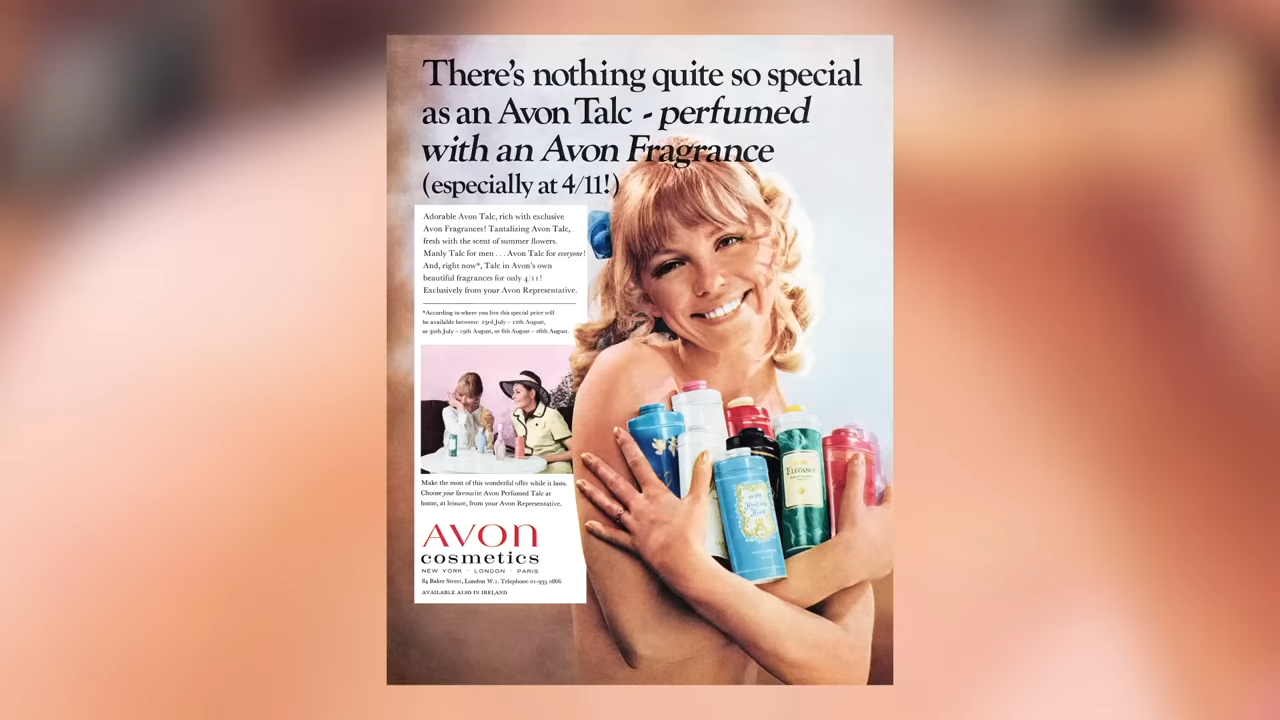 There's nothing quite so special
as an Avon Talc - perfumed
with an Avon Fragrance
(especially at 4/11!)
Adorable Avon Talc, rich with exclusive
Avon Fragrances! Tantalizing Avon Talc,
fresh with the scent of summer flowers.
Manly Talc for men . . . Avon Talc for everyone!
And, right now*, Talc in Avon's own
beautiful fragrances for only 4/11!
Exclusively from your Avon Representative.
*According to where you live this special price will
be available between: 23rd July – 12th August,
or 30th July – 19th August, or 6th August – 26th August.
Make the most of this wonderful offer while it lasts.
Choose your favourite Avon Perfumed Talc at
home, at leisure, from your Avon Representative.
AVON
cosmetics
NEW YORK · LONDON · PARIS
84 Baker Street, London W.1. Telephone 01-935 0866
AVAILABLE ALSO IN IRELAND
ELEGANCE